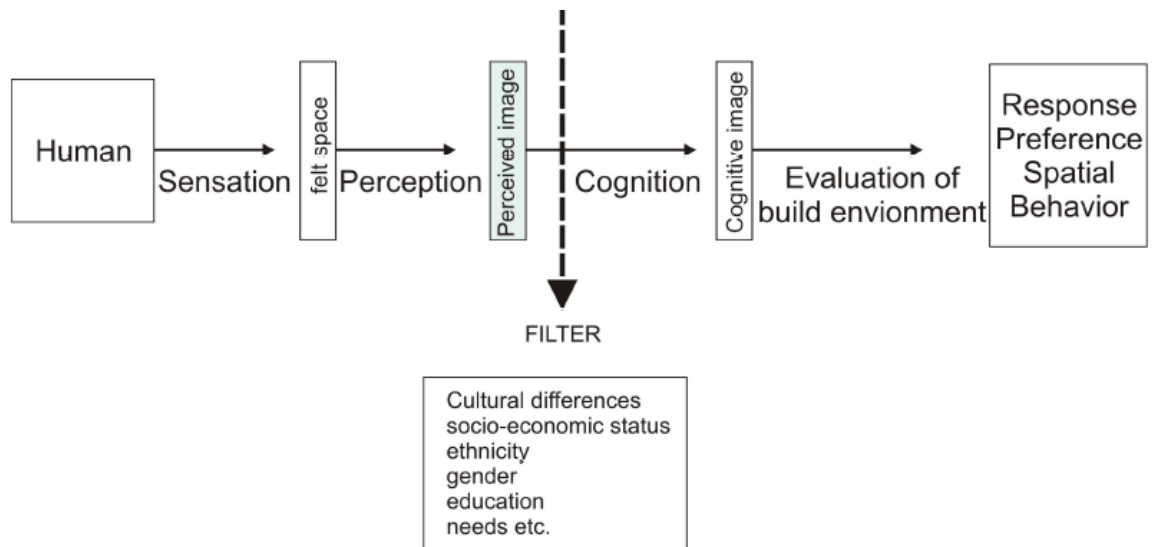 Human
Sensation
felt space
Perception
Perceived image
Cognition
Cognitive image
Evaluation of
build envionment
Response
Preference
Spatial
Behavior
FILTER
Cultural differences
socio-economic status
ethnicity
gender
education
needs etc.